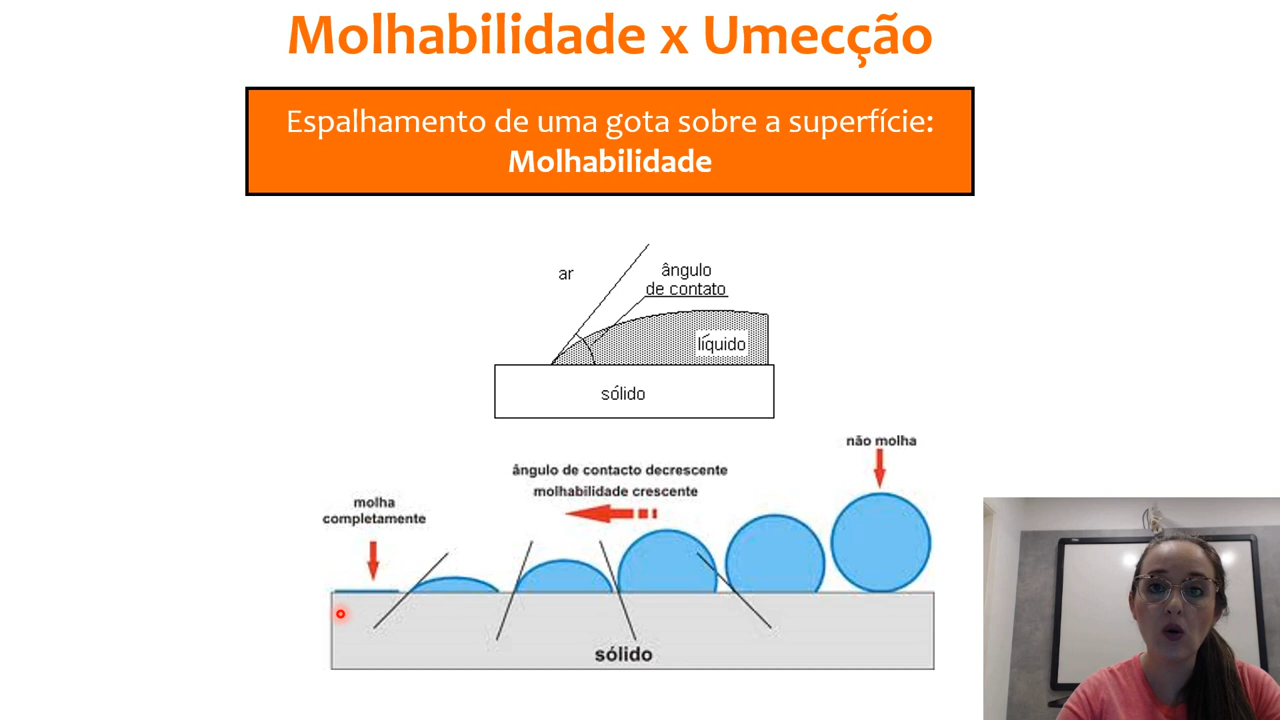 Molhabilidade x Umecção
Espalhamento de uma gota sobre a superfície:
Molhabilidade
ar
ângulo
de contato
líquido
sólido
não molha
ângulo de contacto decrescente
molhabilidade crescente
molha
completamente
sólido